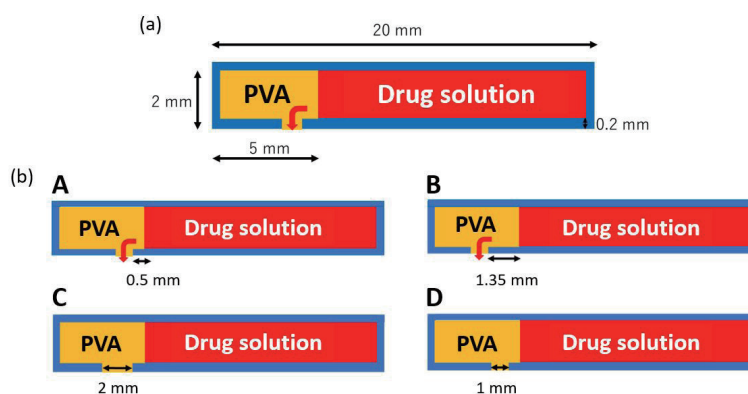 (a)
20 mm
2 mm
PVA
Drug solution
0.2 mm
5 mm
(b)
A
PVA
Drug solution
0.5 mm
B
PVA
Drug solution
1.35 mm
C
PVA
Drug solution
2 mm
D
PVA
Drug solution
1 mm